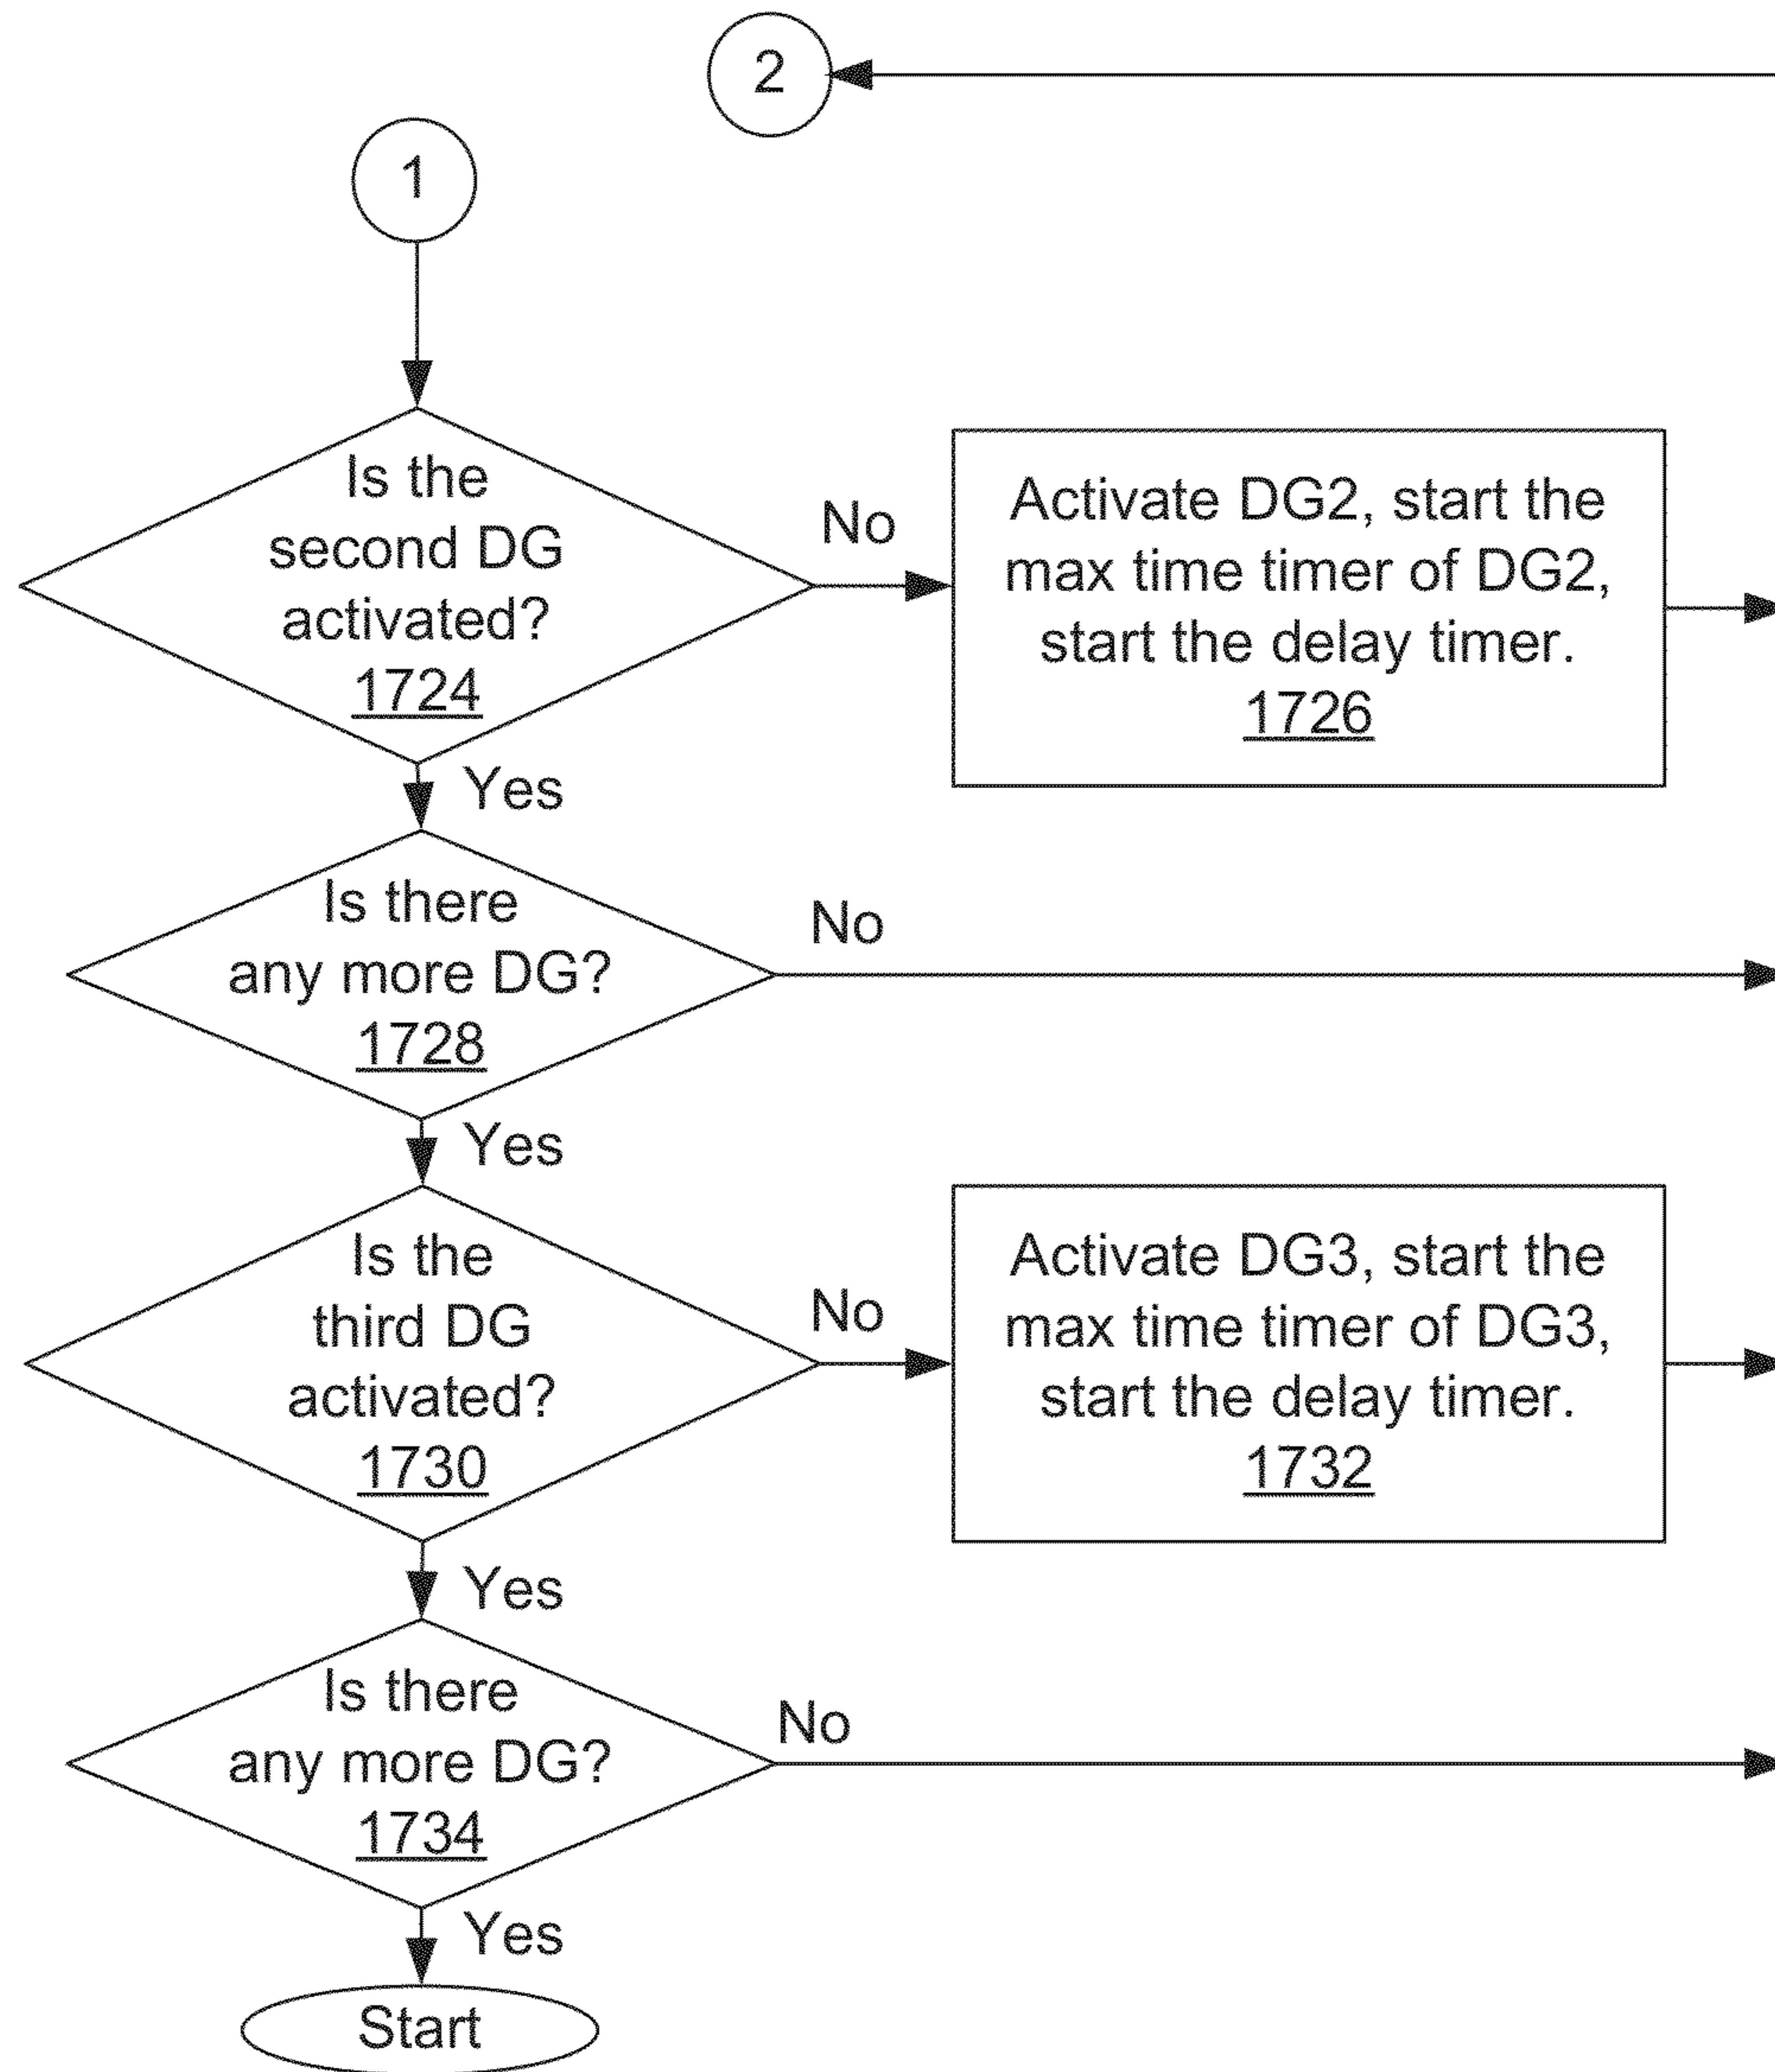 2
1
Is the
second DG
activated?
1724
No
Activate DG2, start the
max time timer of DG2,
start the delay timer.
1726
Yes
Is there
any more DG?
1728
No
Yes
Is the
third DG
activated?
1730
No
Activate DG3, start the
max time timer of DG3,
start the delay timer.
1732
Yes
Is there
any more DG?
1734
No
Yes
Start